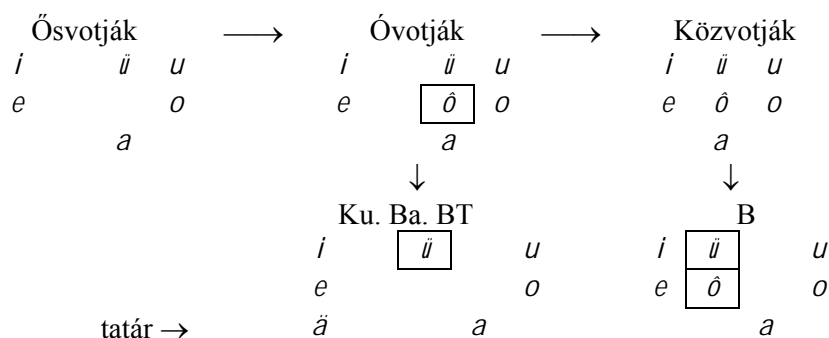 Ősvotják ⟶ Óvotják ⟶ Közvotják
i ṻ u i ṻ u i ṻ u
e o e ô o e ô o
a a a
↓ ↓
Ku. Ba. BT B
i ṻ u i ṻ u
e o e ô o
tatár → ä a a